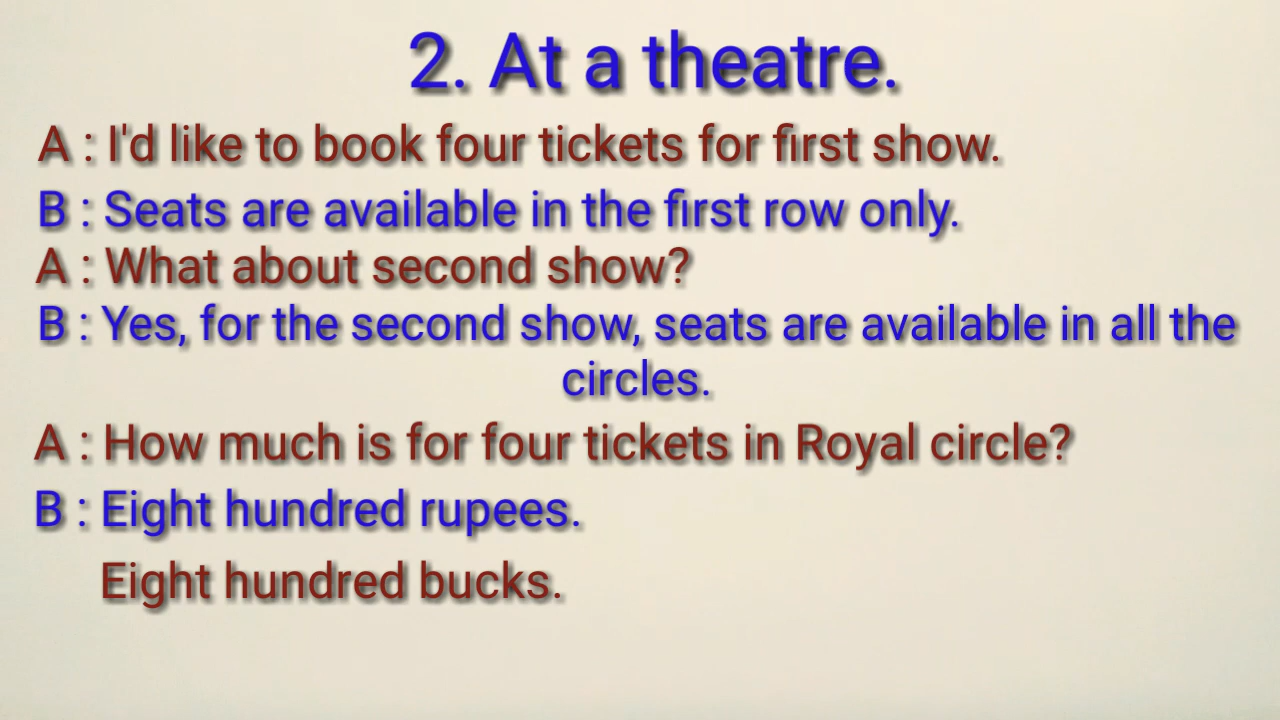 2. At a theatre.
A : I'd like to book four tickets for first show.
B : Seats are available in the first row only.
A : What about second show?
B : Yes, for the second show, seats are available in all the
circles.
A : How much is for four tickets in Royal circle?
B : Eight hundred rupees.
Eight hundred bucks.